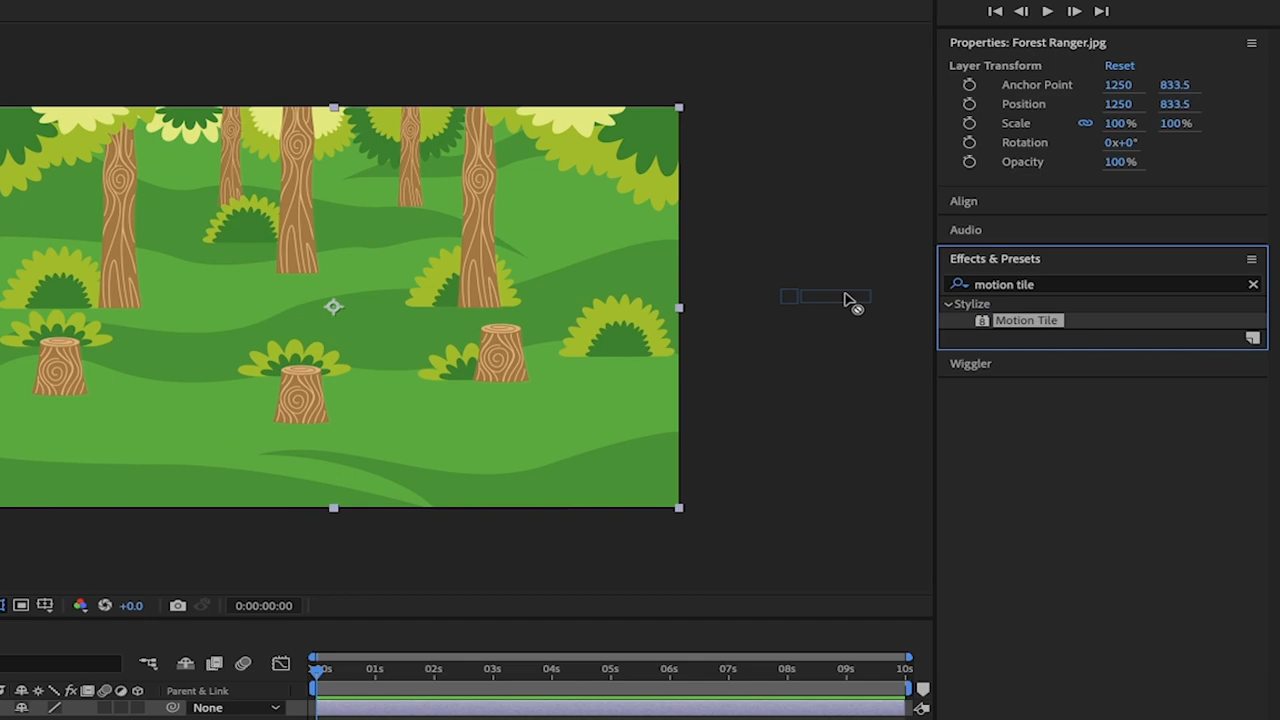 Properties: Forest Ranger.jpg
Layer Transform Reset
Anchor Point 1250 833.5
Position 1250 833.5
Scale 100% 100%
Rotation 0x+0°
Opacity 100%
Align
Audio
Effects & Presets
motion tile
Stylize
8 Motion Tile
Wiggler
+0.0 0:00:00:00
01s 02s 03s 04s 05s 06s 07s 08s 09s 10s
fx Parent & Link
None